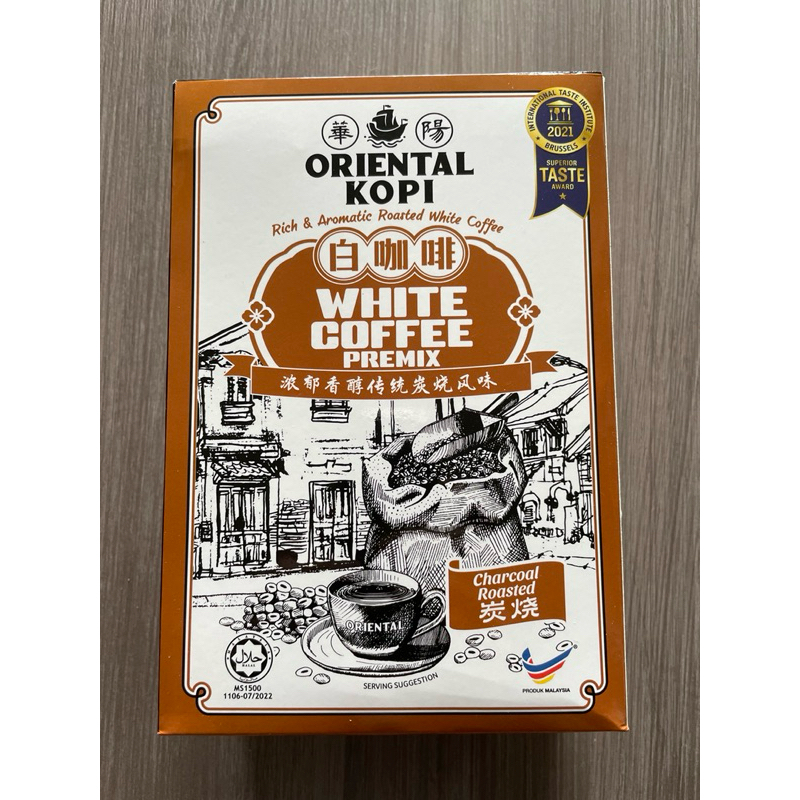 華 陽
ORIENTAL
KOPI
Rich & Aromatic Roasted White Coffee
INTERNATIONAL TASTE INSTITUTE
2021
BRUSSELS
SUPERIOR
TASTE
AWARD
白咖啡
WHITE
COFFEE
PREMIX
浓郁香醇传统炭烧风味
Charcoal
Roasted
炭烧
ORIENTAL
SERVING SUGGESTION
حلال
MS1500
1106-07/2022
®
PRODUK MALAYSIA